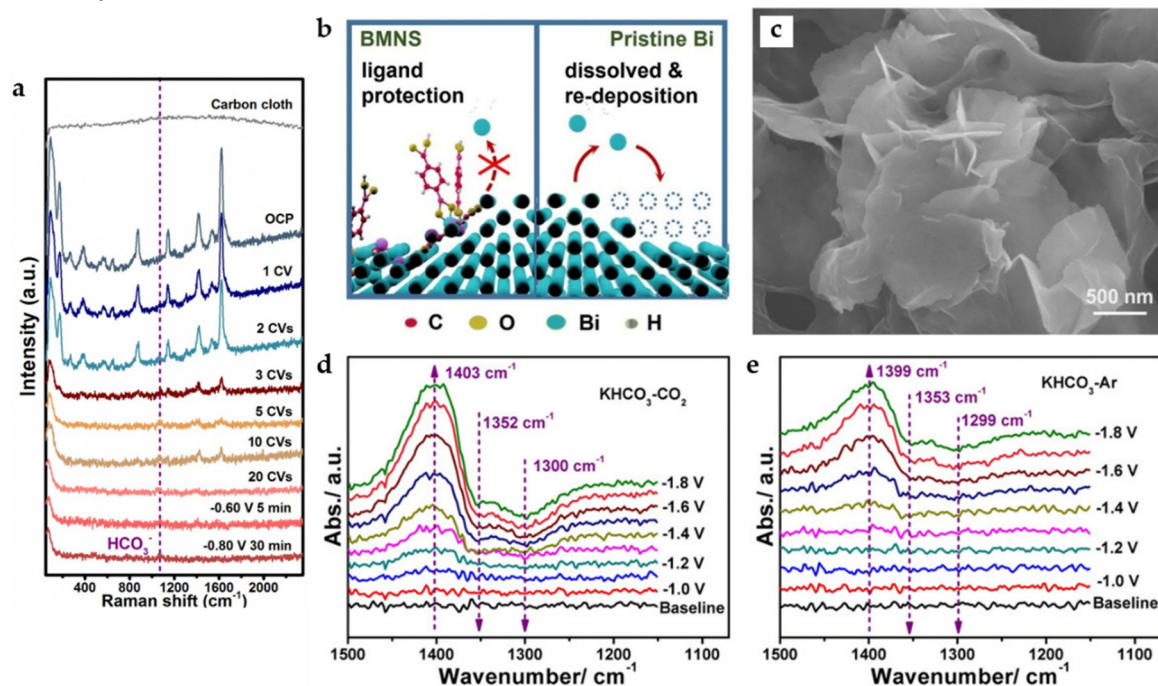 a
Carbon cloth
OCP
1 CV
2 CVs
3 CVs
5 CVs
10 CVs
20 CVs
-0.60 V 5 min
HCO₃⁻
-0.80 V 30 min
Intensity (a.u.)
400 800 1200 1600 2000
Raman shift (cm⁻¹)
b
BMNS
ligand
protection
Pristine Bi
dissolved &
re-deposition
C O Bi H
c
500 nm
d
1403 cm⁻¹
KHCO₃-CO₂
1352 cm⁻¹
1300 cm⁻¹
-1.8 V
-1.6 V
-1.4 V
-1.2 V
-1.0 V
Baseline
Abs./ a.u.
1500 1400 1300 1200 1100
Wavenumber/ cm⁻¹
e
1399 cm⁻¹
KHCO₃-Ar
1353 cm⁻¹
1299 cm⁻¹
-1.8 V
-1.6 V
-1.4 V
-1.2 V
-1.0 V
Baseline
Abs./ a.u.
1500 1400 1300 1200 1100
Wavenumber/ cm⁻¹